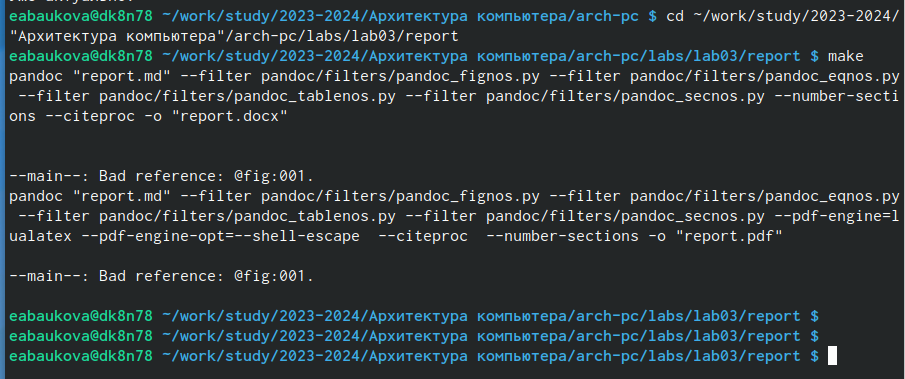 eabaukova@dk8n78 ~/work/study/2023-2024/Архитектура компьютера/arch-pc $ cd ~/work/study/2023-2024/
"Архитектура компьютера"/arch-pc/labs/lab03/report
eabaukova@dk8n78 ~/work/study/2023-2024/Архитектура компьютера/arch-pc/labs/lab03/report $ make
pandoc "report.md" --filter pandoc/filters/pandoc_fignos.py --filter pandoc/filters/pandoc_eqnos.py
 --filter pandoc/filters/pandoc_tablenos.py --filter pandoc/filters/pandoc_secnos.py --number-secti
ons --citeproc -o "report.docx"
--main--: Bad reference: @fig:001.
pandoc "report.md" --filter pandoc/filters/pandoc_fignos.py --filter pandoc/filters/pandoc_eqnos.py
 --filter pandoc/filters/pandoc_tablenos.py --filter pandoc/filters/pandoc_secnos.py --pdf-engine=l
ualatex --pdf-engine-opt=--shell-escape  --citeproc  --number-sections -o "report.pdf"
--main--: Bad reference: @fig:001.
eabaukova@dk8n78 ~/work/study/2023-2024/Архитектура компьютера/arch-pc/labs/lab03/report $
eabaukova@dk8n78 ~/work/study/2023-2024/Архитектура компьютера/arch-pc/labs/lab03/report $
eabaukova@dk8n78 ~/work/study/2023-2024/Архитектура компьютера/arch-pc/labs/lab03/report $